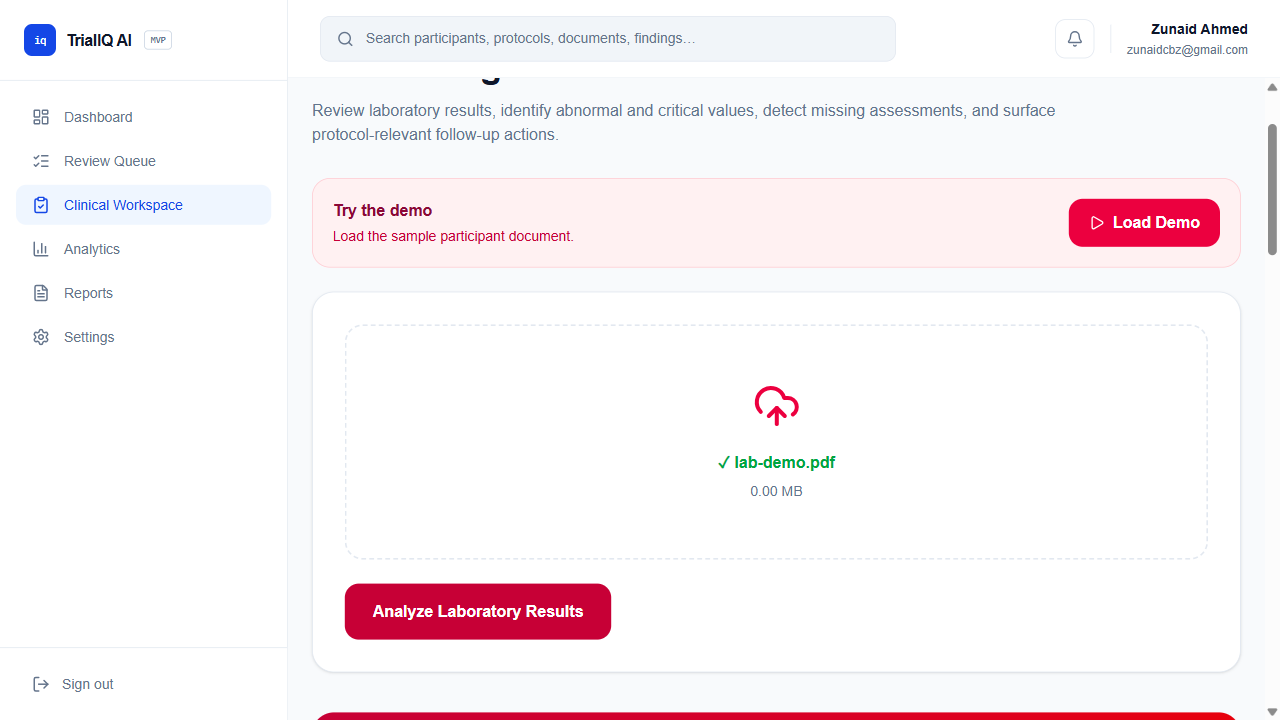 iq
TrialIQ AI
MVP
Search participants, protocols, documents, findings…
Zunaid Ahmed
zunaidcbz@gmail.com
Dashboard
Review Queue
Clinical Workspace
Analytics
Reports
Settings
Sign out
Review laboratory results, identify abnormal and critical values, detect missing assessments, and surface
protocol-relevant follow-up actions.
Try the demo
Load the sample participant document.
Load Demo
✓ lab-demo.pdf
0.00 MB
Analyze Laboratory Results